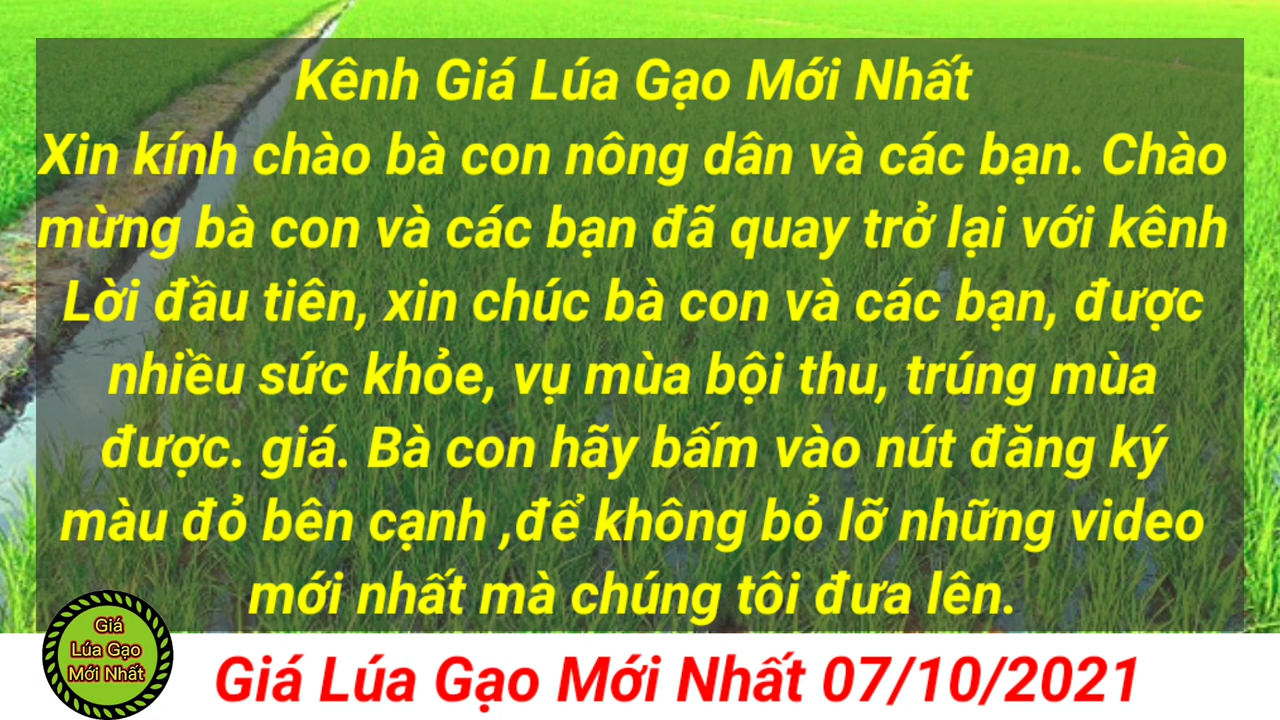 Kênh Giá Lúa Gạo Mới Nhất
Xin kính chào bà con nông dân và các bạn. Chào
mừng bà con và các bạn đã quay trở lại với kênh
Lời đầu tiên, xin chúc bà con và các bạn, được
nhiều sức khỏe, vụ mùa bội thu, trúng mùa
được. giá. Bà con hãy bấm vào nút đăng ký
màu đỏ bên cạnh ,để không bỏ lỡ những video
mới nhất mà chúng tôi đưa lên.
Giá
Lúa Gạo
Mới Nhất
Giá Lúa Gạo Mới Nhất 07/10/2021